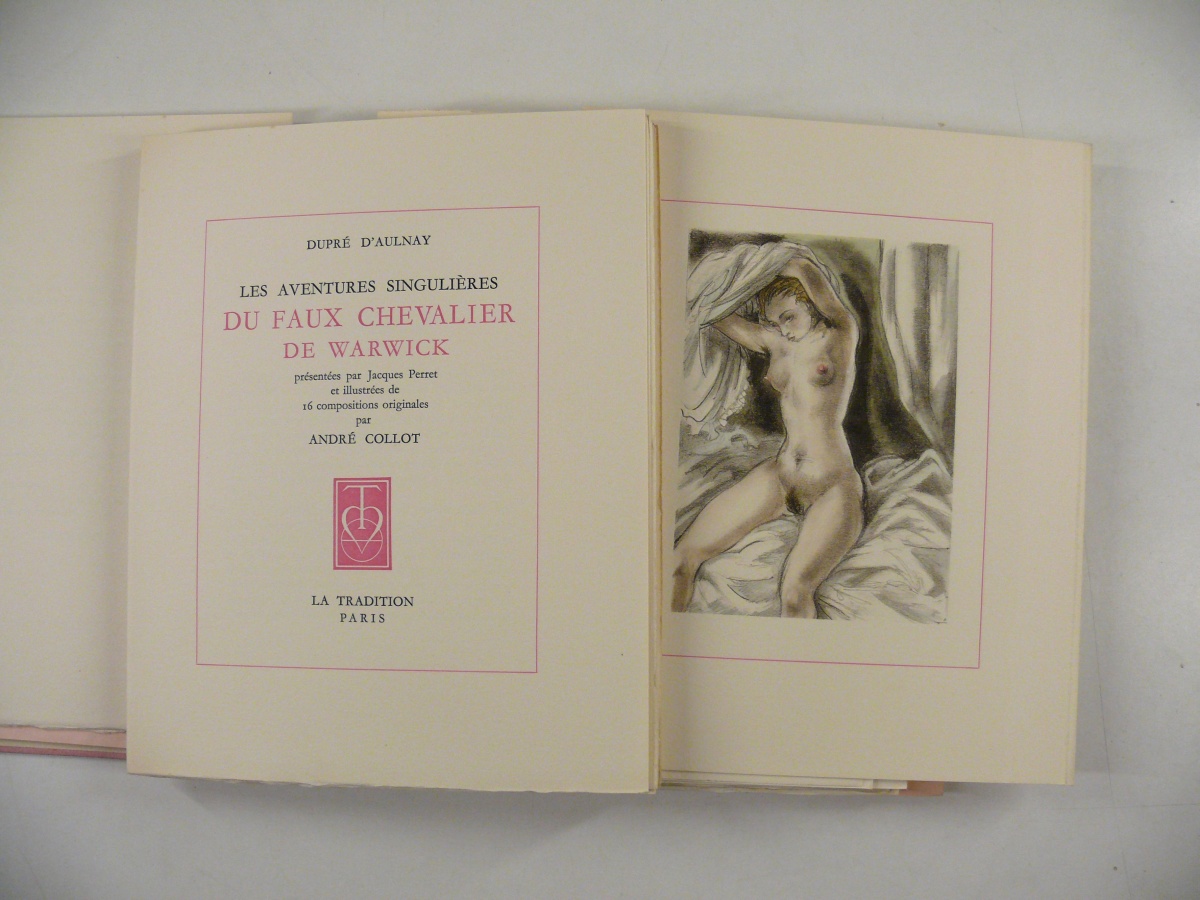 DUPRÉ D'AULNAY
LES AVENTURES SINGULIÈRES
DU FAUX CHEVALIER
DE WARWICK
présentées par Jacques Perret
et illustrées de
16 compositions originales
par
ANDRÉ COLLOT
LA TRADITION
PARIS